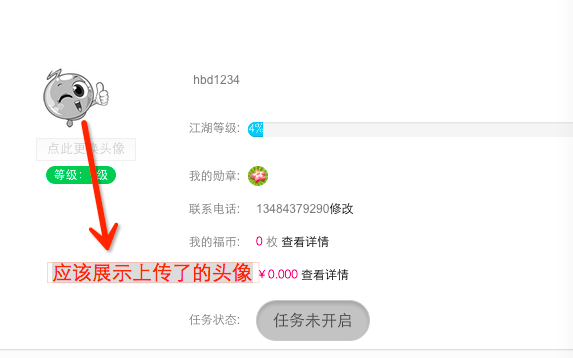 hbd1234
江湖等级: 4%
点此更换头像
等级： 级
我的勋章:
联系电话: 13484379290修改
我的福币: 0 枚 查看详情
应该展示上传了的头像 ￥0.000 查看详情
任务状态: 任务未开启